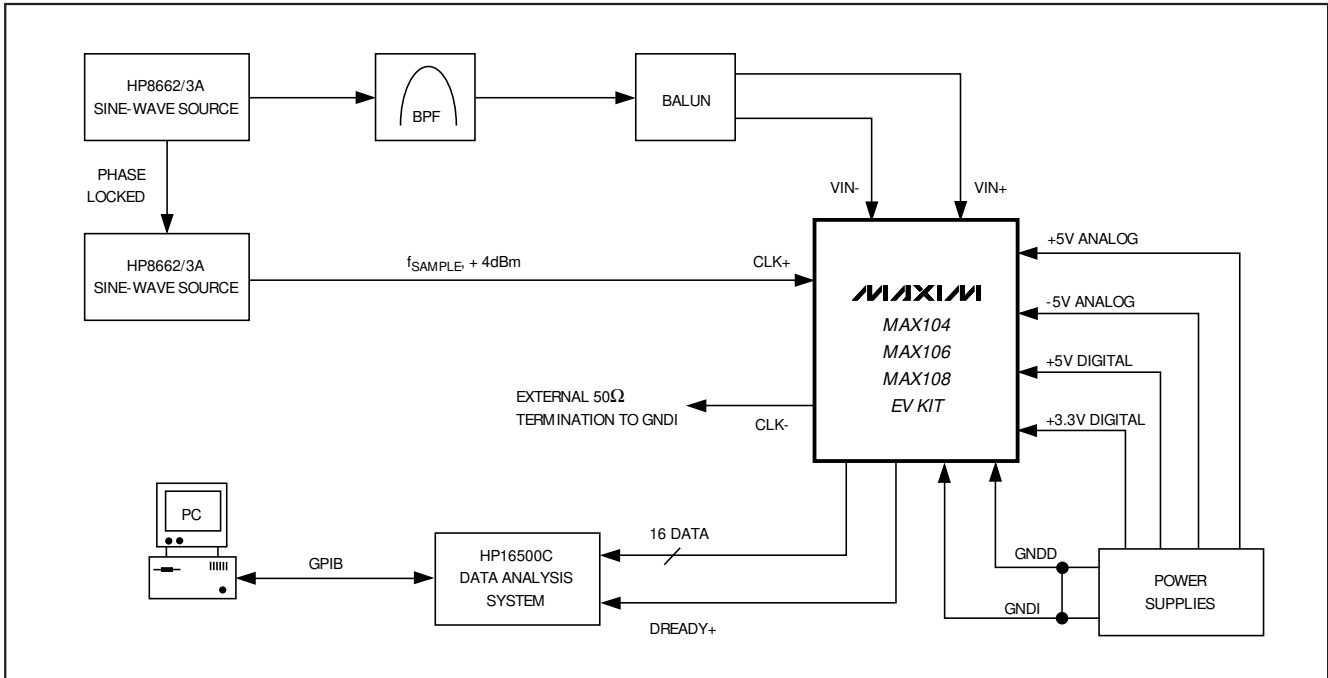 HP8662/3A
SINE-WAVE SOURCE
BPF
BALUN
PHASE
LOCKED
VIN-
VIN+
HP8662/3A
SINE-WAVE SOURCE
fSAMPLE, + 4dBm
CLK+
MAXIM
MAX104
MAX106
MAX108
EV KIT
+5V ANALOG
-5V ANALOG
+5V DIGITAL
+3.3V DIGITAL
EXTERNAL 50Ω
TERMINATION TO GNDI
CLK-
PC
GPIB
HP16500C
DATA ANALYSIS
SYSTEM
16 DATA
DREADY+
GNDD
GNDI
POWER
SUPPLIES